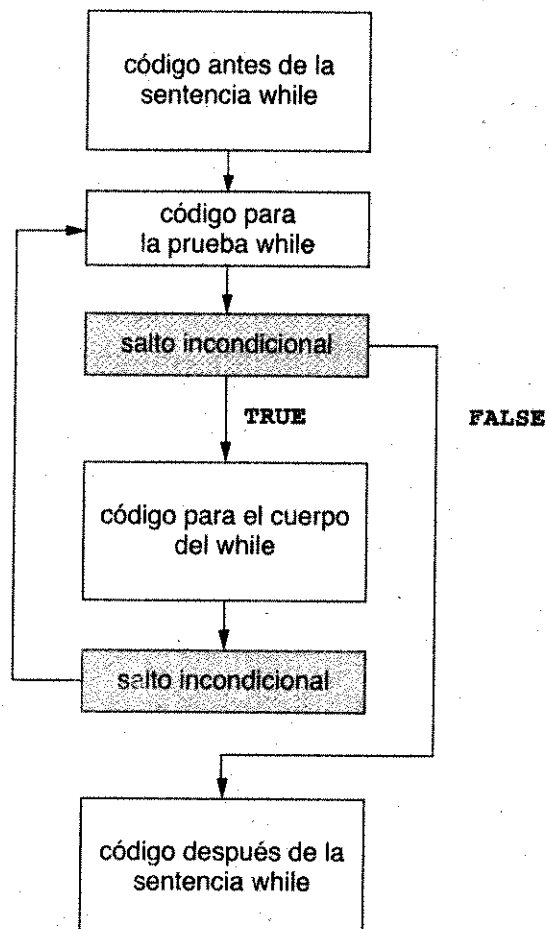 código antes de la
sentencia while
código para
la prueba while
salto incondicional
TRUE
FALSE
código para el cuerpo
del while
salto incondicional
código después de la
sentencia while